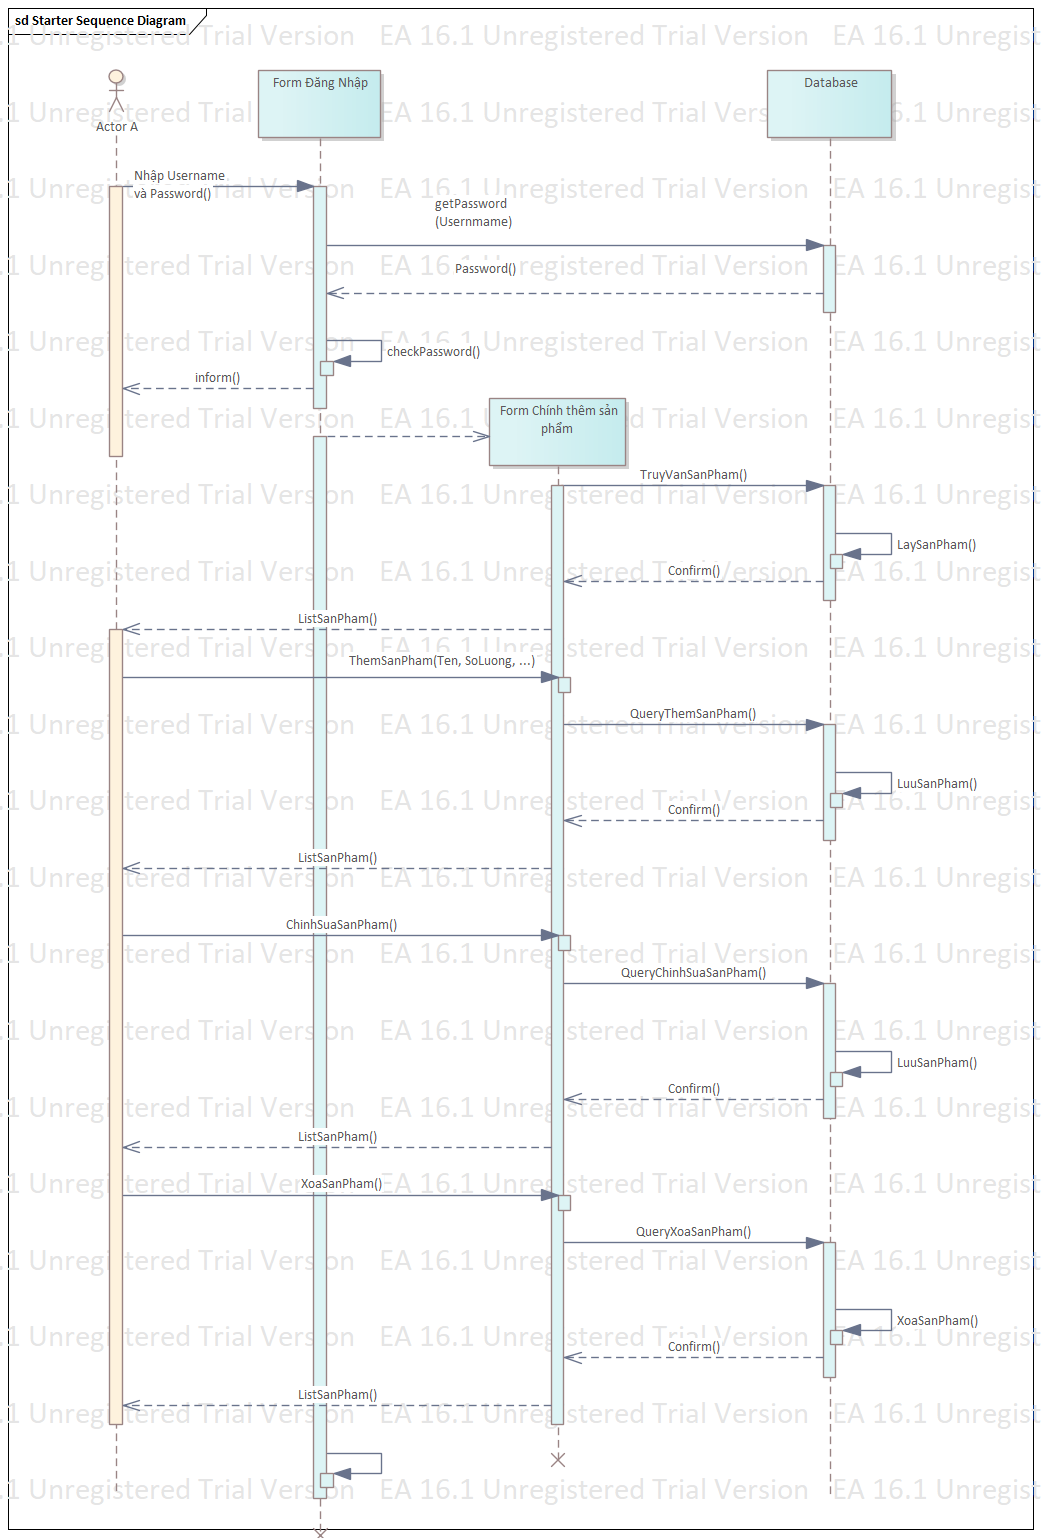 sd Starter Sequence Diagram
EA 16.1 Unregistered Trial Version
Form Đăng Nhập
Database
Actor A
Nhập Username
và Password()
getPassword
(Usernmame)
Password()
checkPassword()
inform()
Form Chính thêm sản
phẩm
TruyVanSanPham()
LaySanPham()
Confirm()
ListSanPham()
ThemSanPham(Ten, SoLuong, ...)
QueryThemSanPham()
LuuSanPham()
Confirm()
ListSanPham()
ChinhSuaSanPham()
QueryChinhSuaSanPham()
LuuSanPham()
Confirm()
ListSanPham()
XoaSanPham()
QueryXoaSanPham()
XoaSanPham()
Confirm()
ListSanPham()